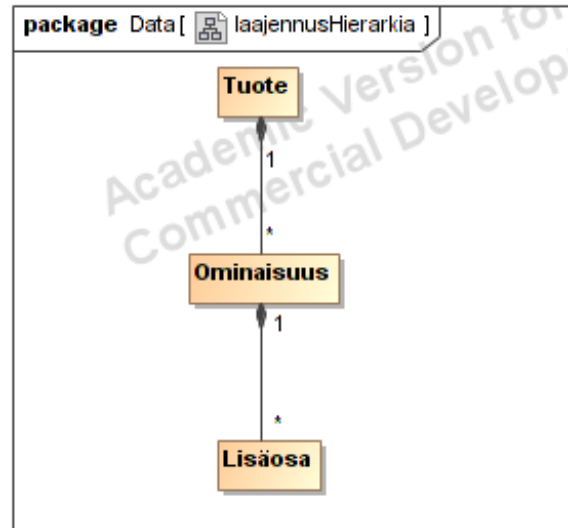 package Data [ laajennusHierarkia ]
Academic Version for
Commercial Develop
Tuote
1
*
Ominaisuus
1
*
Lisäosa